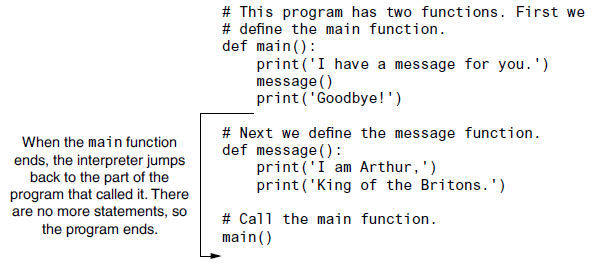 # This program has two functions. First we
# define the main function.
def main():
    print('I have a message for you.')
    message()
    print('Goodbye!')
# Next we define the message function.
def message():
    print('I am Arthur,')
    print('King of the Britons.')
# Call the main function.
main()
When the main function
ends, the interpreter jumps
back to the part of the
program that called it. There
are no more statements, so
the program ends.